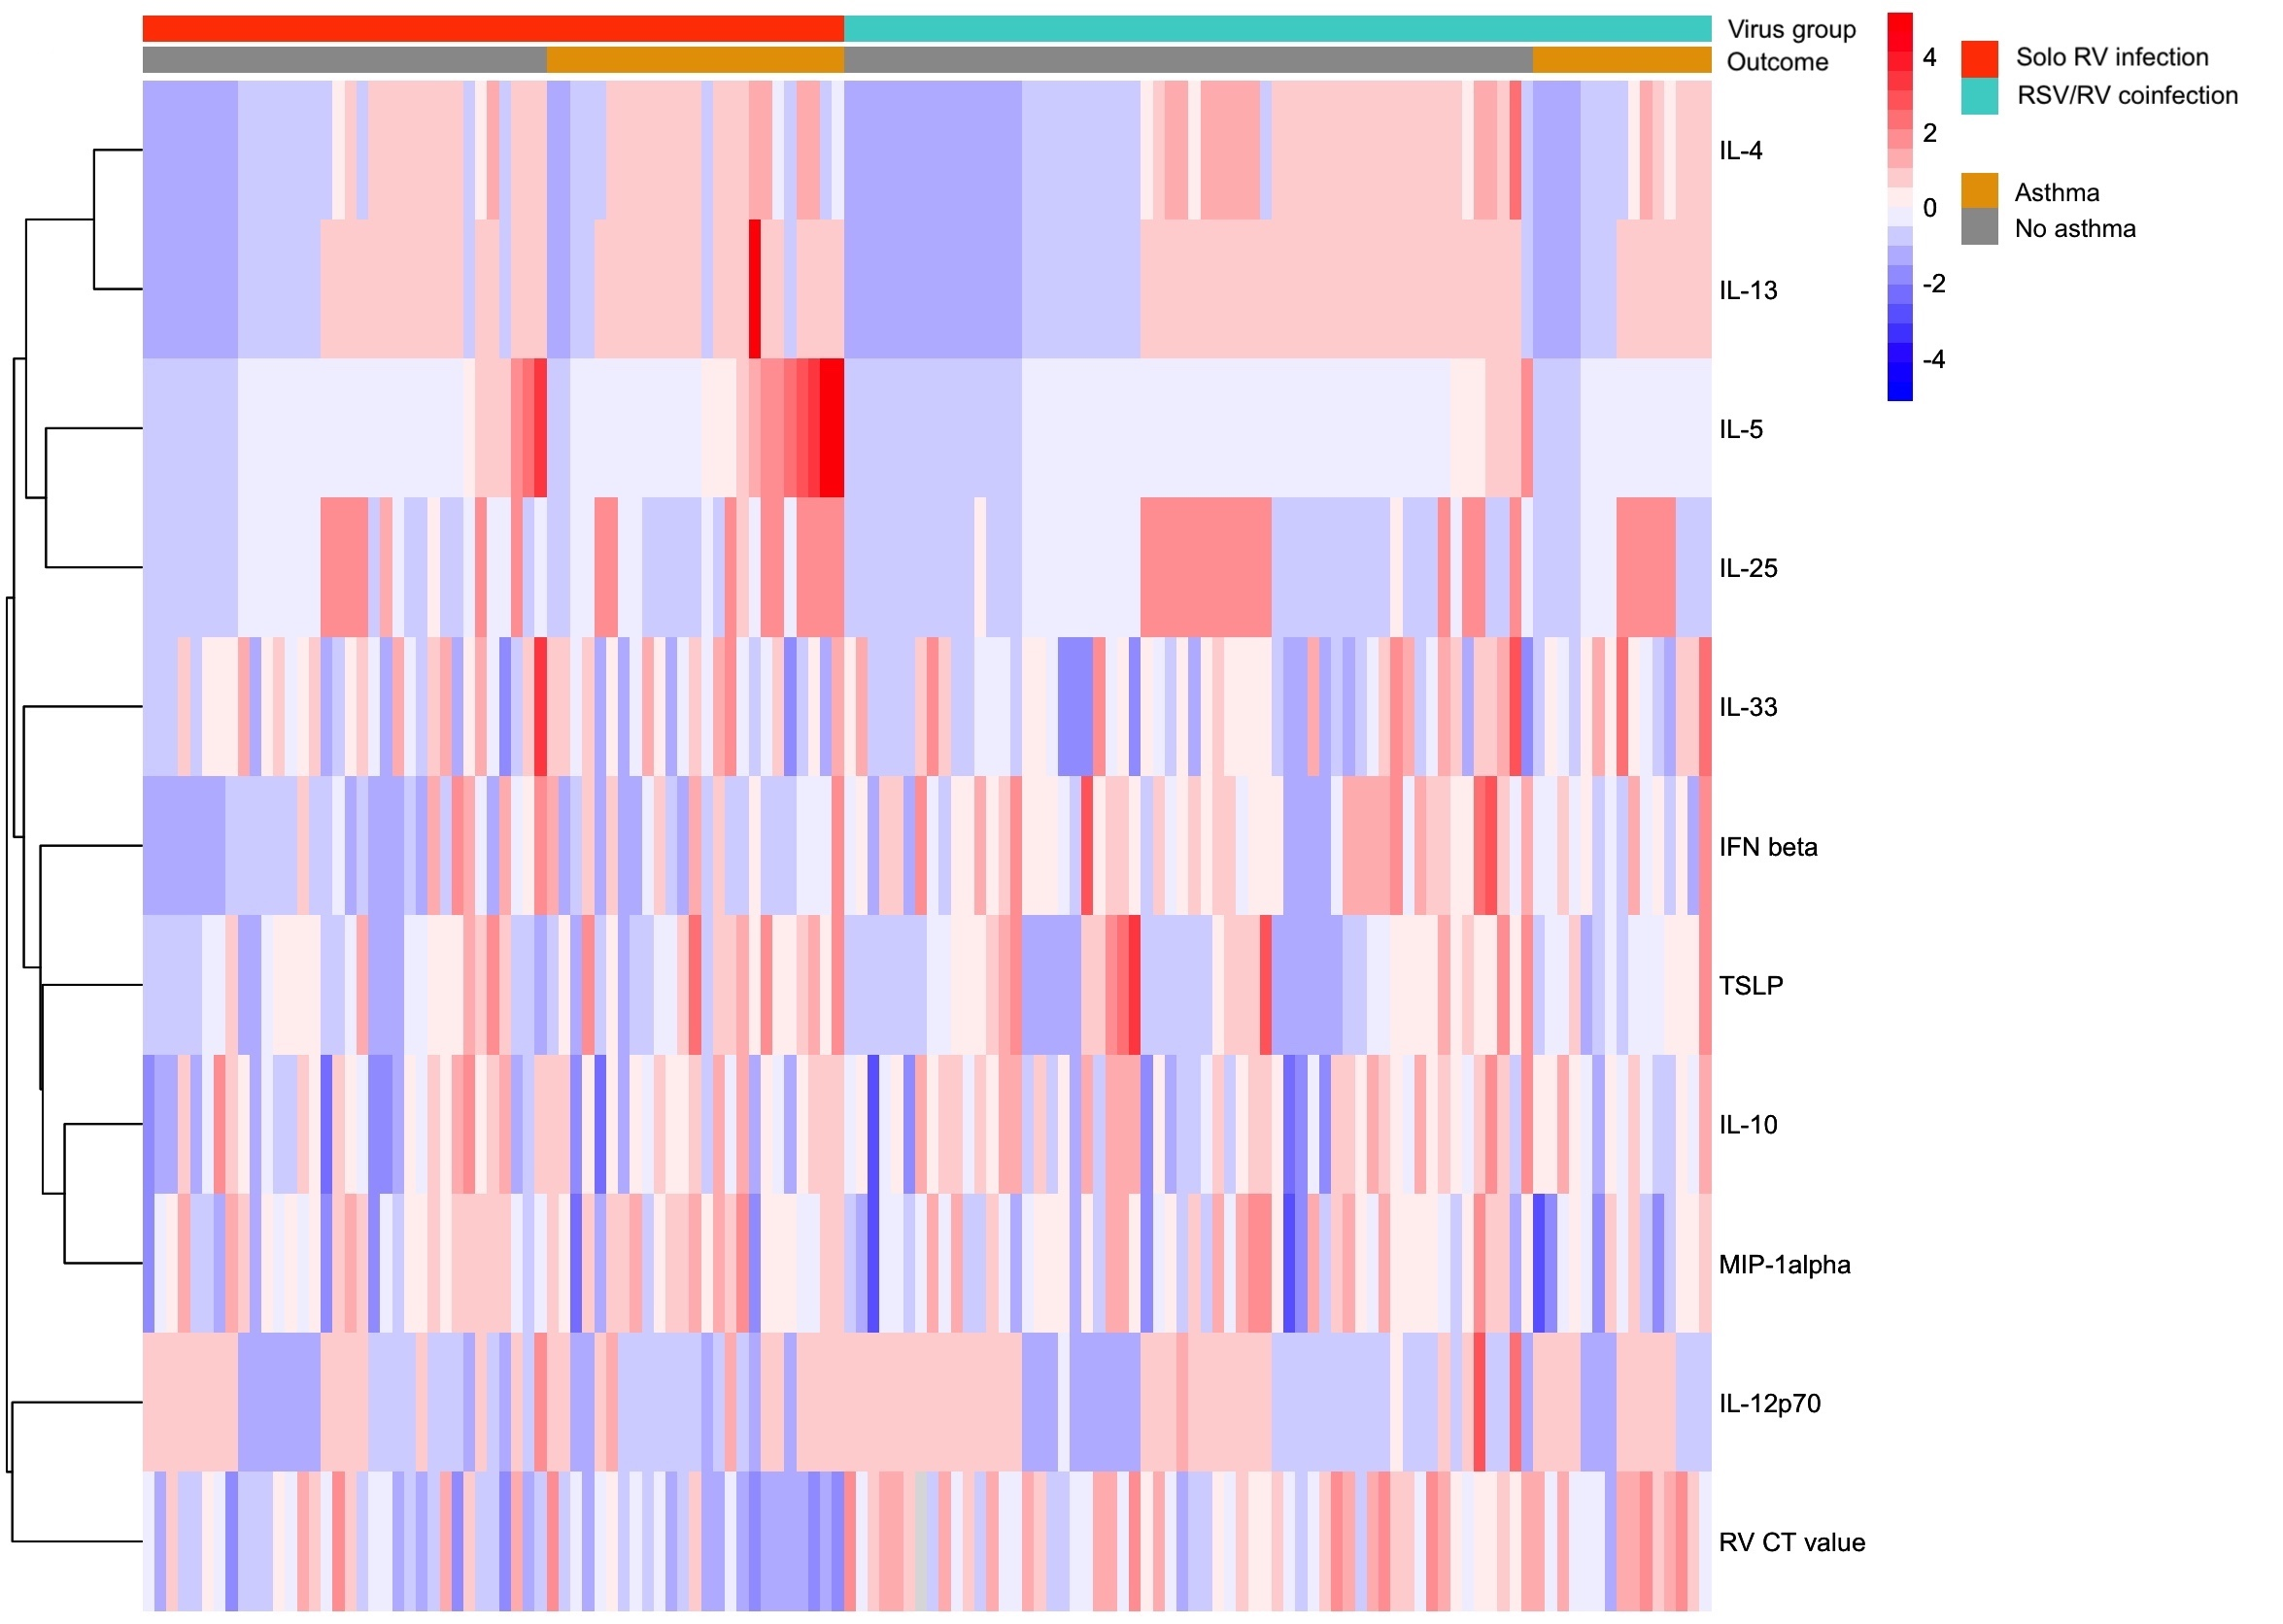 Virus group
Outcome
4
2
0
-2
-4
Solo RV infection
RSV/RV coinfection
Asthma
No asthma
IL-4
IL-13
IL-5
IL-25
IL-33
IFN beta
TSLP
IL-10
MIP-1alpha
IL-12p70
RV CT value